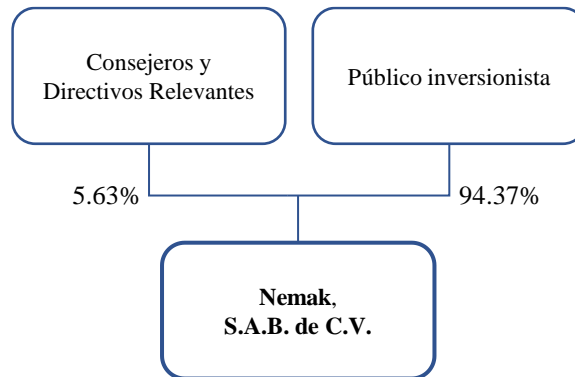 Consejeros y
Directivos Relevantes
Público inversionista
5.63%
94.37%
Nemak,
S.A.B. de C.V.